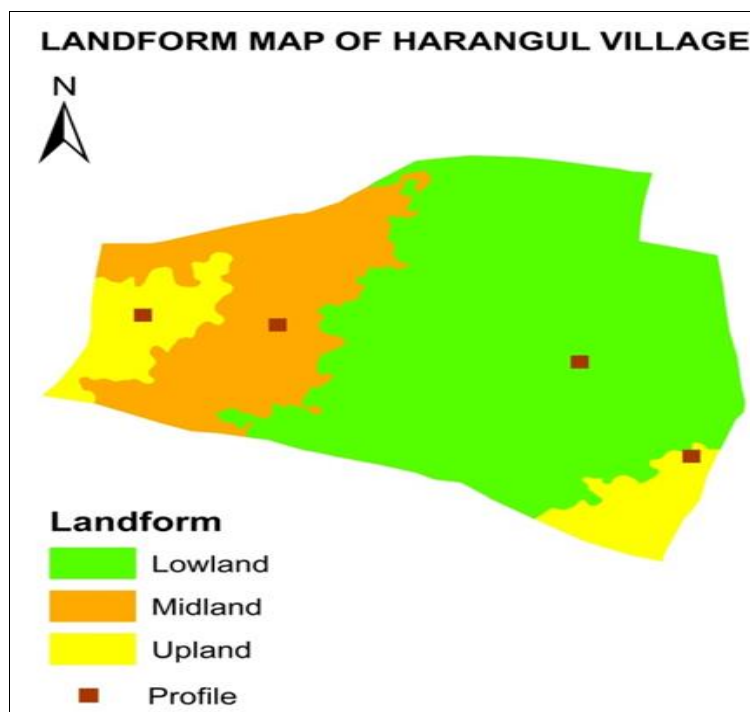 LANDFORM MAP OF HARANGUL VILLAGE
N
Landform
Lowland
Midland
Upland
Profile